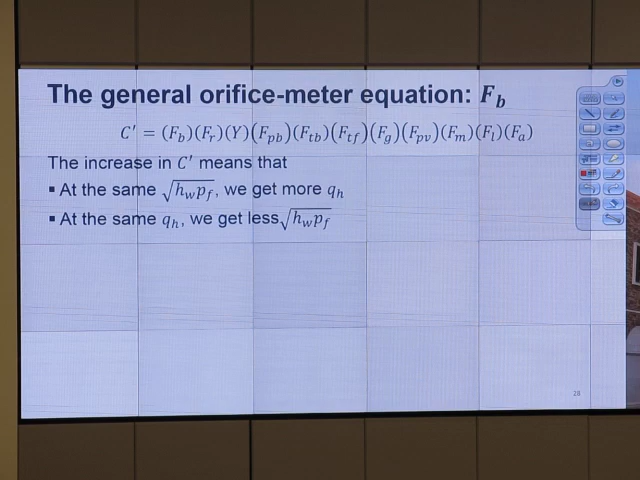 The general orifice-meter equation: F_b
C′ = (F_b)(F_r)(Y)(F_pb)(F_tb)(F_tf)(F_g)(F_pv)(F_m)(F_l)(F_a)
The increase in C′ means that
▪ At the same √(h_w p_f), we get more q_h
▪ At the same q_h, we get less √(h_w p_f)
28